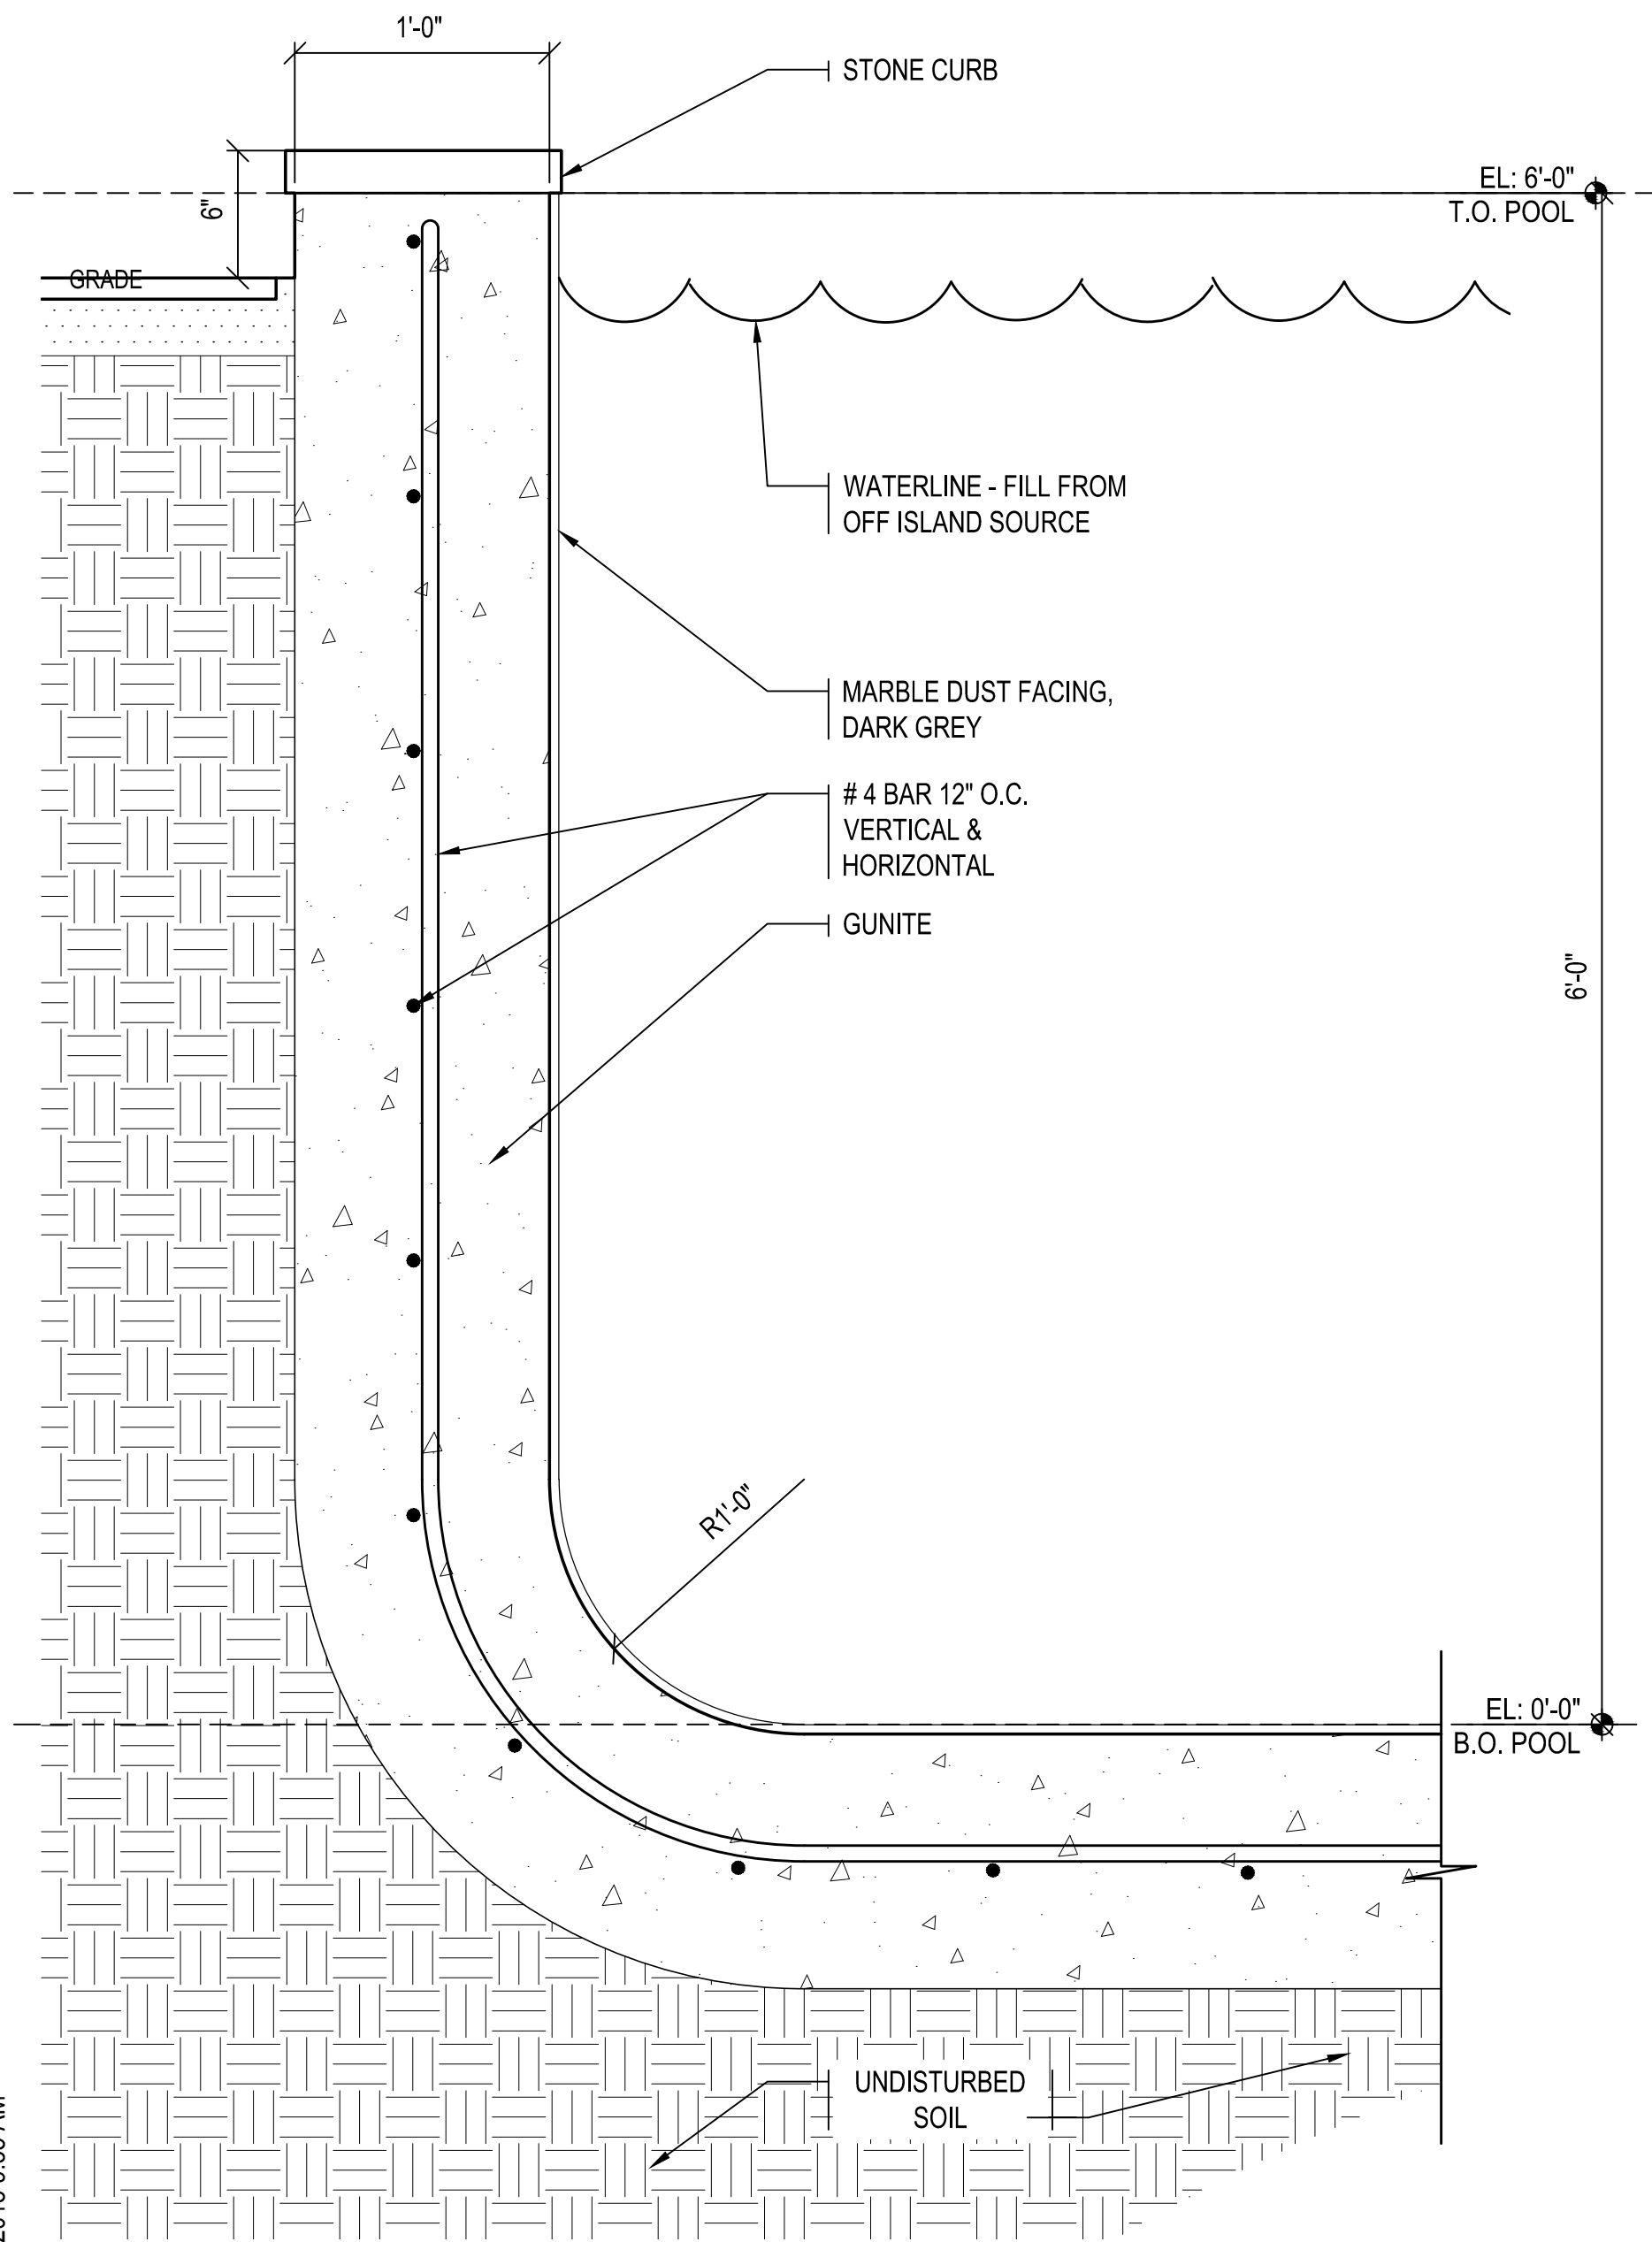 1'-0"
STONE CURB
EL: 6'-0"
T.O. POOL
6"
GRADE
WATERLINE - FILL FROM
OFF ISLAND SOURCE
MARBLE DUST FACING,
DARK GREY
# 4 BAR 12" O.C.
VERTICAL &
HORIZONTAL
GUNITE
6'-0"
R1'-0"
EL: 0'-0"
B.O. POOL
UNDISTURBED
SOIL